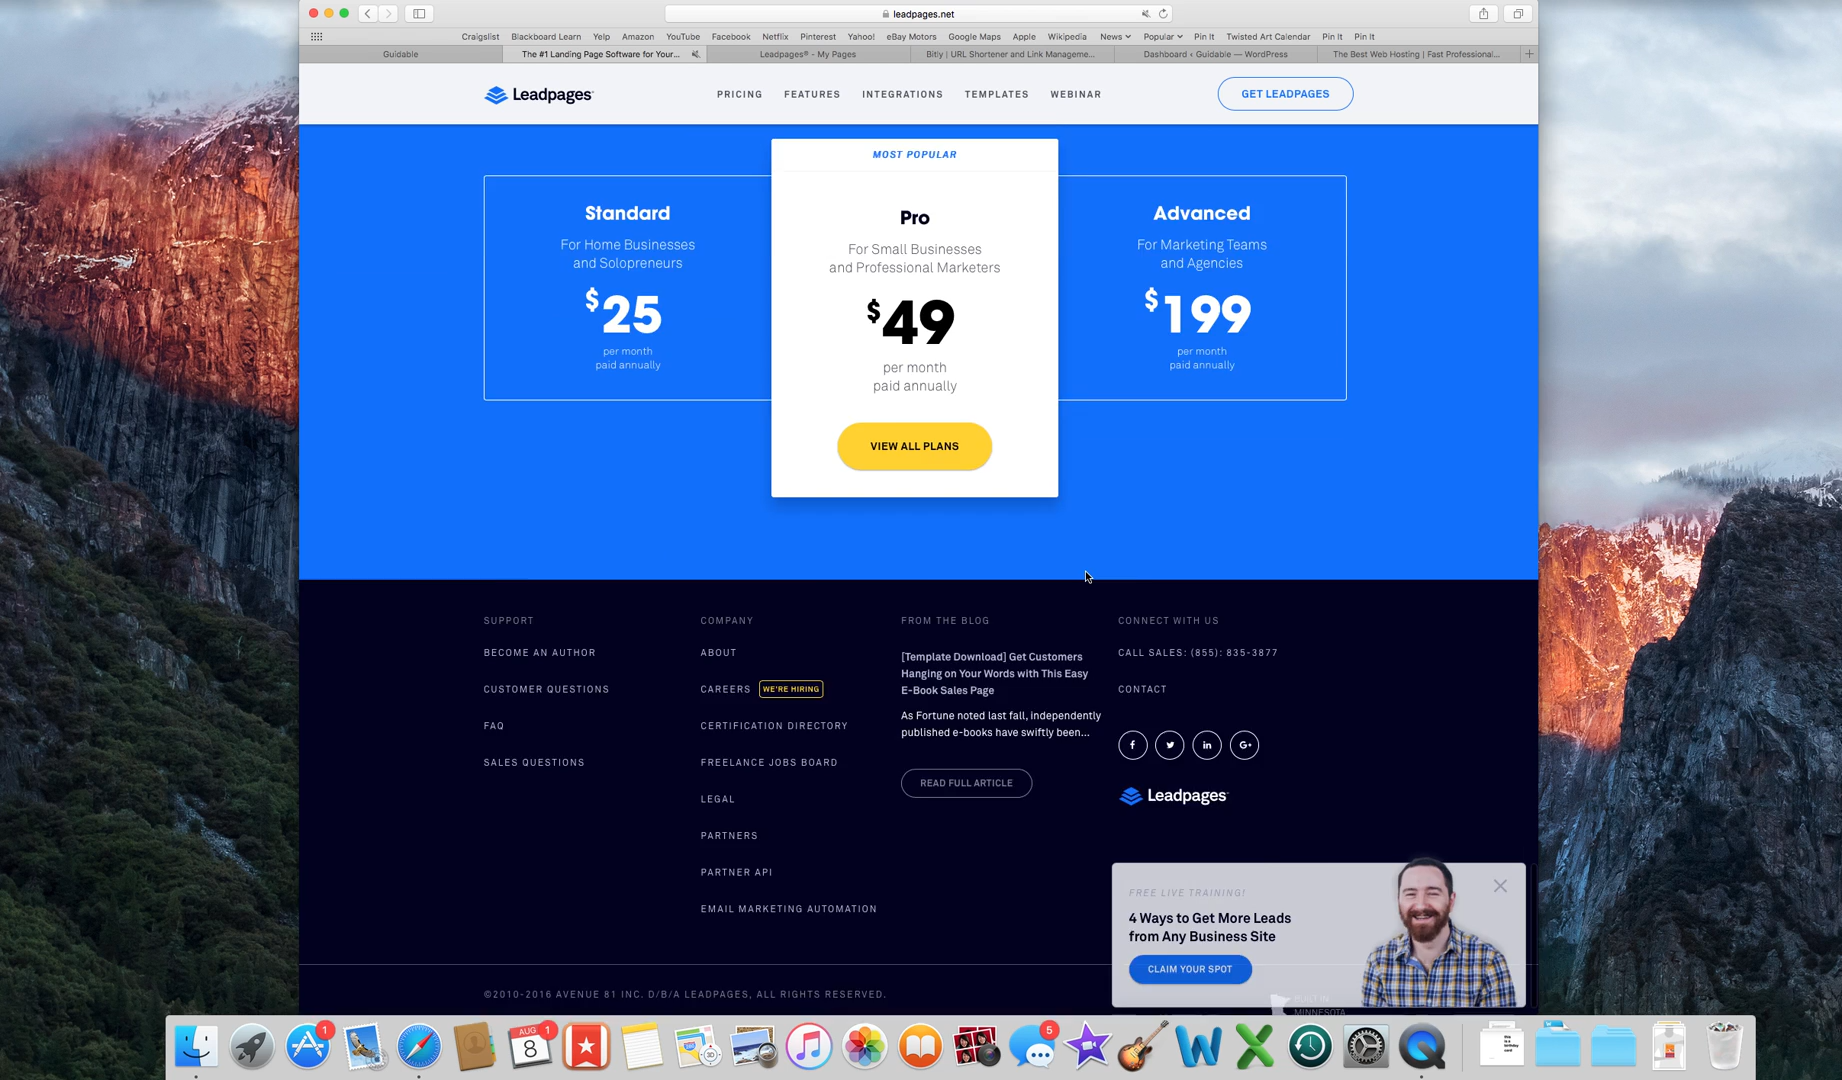 leadpages.net
Craigslist Blackboard Learn Yelp Amazon YouTube Facebook Netflix Pinterest Yahoo! eBay Motors Google Maps Apple Wikipedia News Popular Pin It Twisted Art Calendar Pin It Pin It
Guidable The #1 Landing Page Software for Your... Leadpages® - My Pages Bitly | URL Shortener and Link Manageme... Dashboard ‹ Guidable — WordPress The Best Web Hosting | Fast Professional...
Leadpages PRICING FEATURES INTEGRATIONS TEMPLATES WEBINAR GET LEADPAGES
MOST POPULAR
Standard
For Home Businesses
and Solopreneurs
$25
per month
paid annually
Pro
For Small Businesses
and Professional Marketers
$49
per month
paid annually
VIEW ALL PLANS
Advanced
For Marketing Teams
and Agencies
$199
per month
paid annually
SUPPORT
BECOME AN AUTHOR
CUSTOMER QUESTIONS
FAQ
SALES QUESTIONS
COMPANY
ABOUT
CAREERS WE'RE HIRING
CERTIFICATION DIRECTORY
FREELANCE JOBS BOARD
LEGAL
PARTNERS
PARTNER API
EMAIL MARKETING AUTOMATION
FROM THE BLOG
[Template Download] Get Customers
Hanging on Your Words with This Easy
E-Book Sales Page
As Fortune noted last fall, independently
published e-books have swiftly been...
READ FULL ARTICLE
CONNECT WITH US
CALL SALES: (855): 835-3877
CONTACT
f in G+
Leadpages
FREE LIVE TRAINING!
4 Ways to Get More Leads
from Any Business Site
CLAIM YOUR SPOT
BUILT IN
MINNESOTA
©2010-2016 AVENUE 81 INC. D/B/A LEADPAGES, ALL RIGHTS RESERVED.
1
AUG 1
8
5